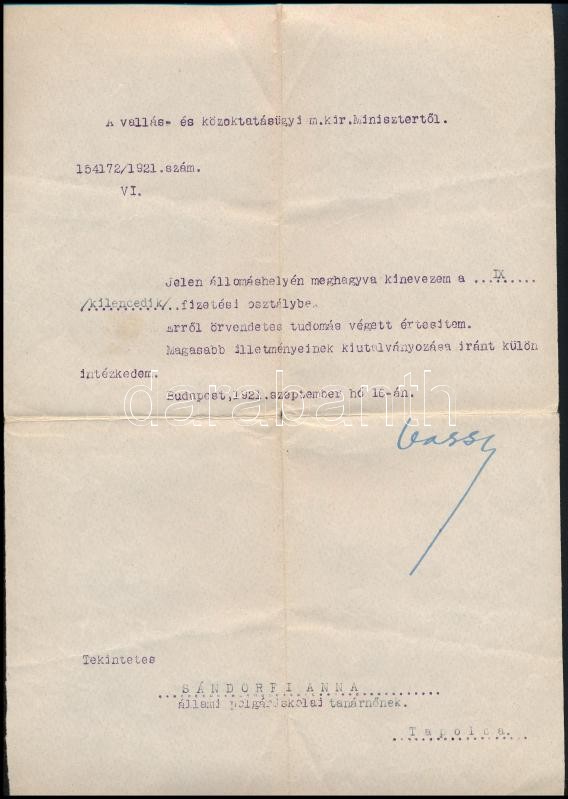 A vallás- és közoktatásügyi m.kir.Minisztertől.
154172/1921.szám.
VI.
Jelen állomáshelyén meghagyva kinevezem a ...IX.....
/kilencedik/..fizetési osztályba.
Erről örvendetes tudomás végett értesitem.
Magasabb illetményeinek kiutalványozása iránt külön
intézkedem.
Budapest,1921.szeptember hó 16-án.
darabanth
Vass
Tekintetes
SÁNDORFI ANNA
állami polgáriskolai tanárnőnek.
Tapolca.